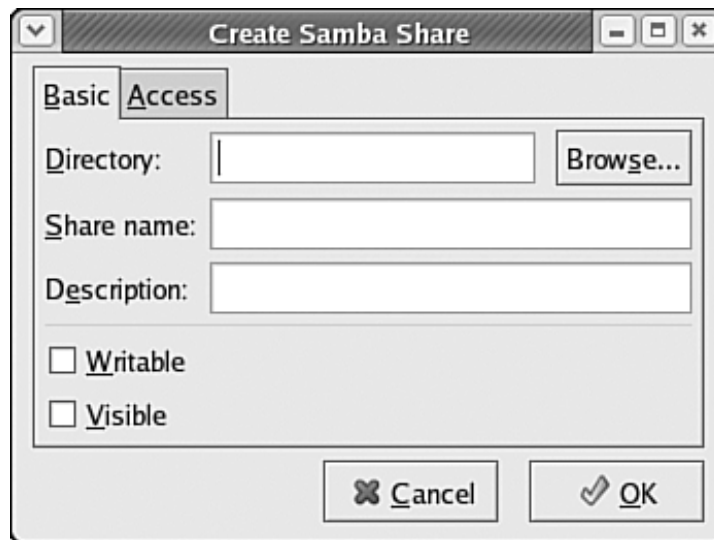 Create Samba Share
Basic Access
Directory: Browse...
Share name:
Description:
Writable
Visible
Cancel OK